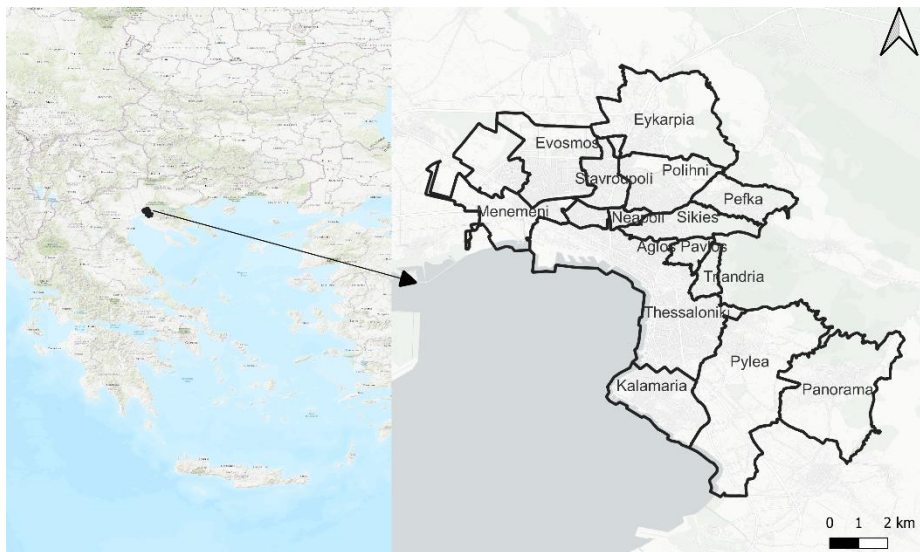 Eykarpia
Evosmos
Polihni
Stavroupoli
Pefka
Menemeni
Neapoli
Sikies
Agios Pavlos
Triandria
Thessaloniki
Pylea
Kalamaria
Panorama
0 1 2 km